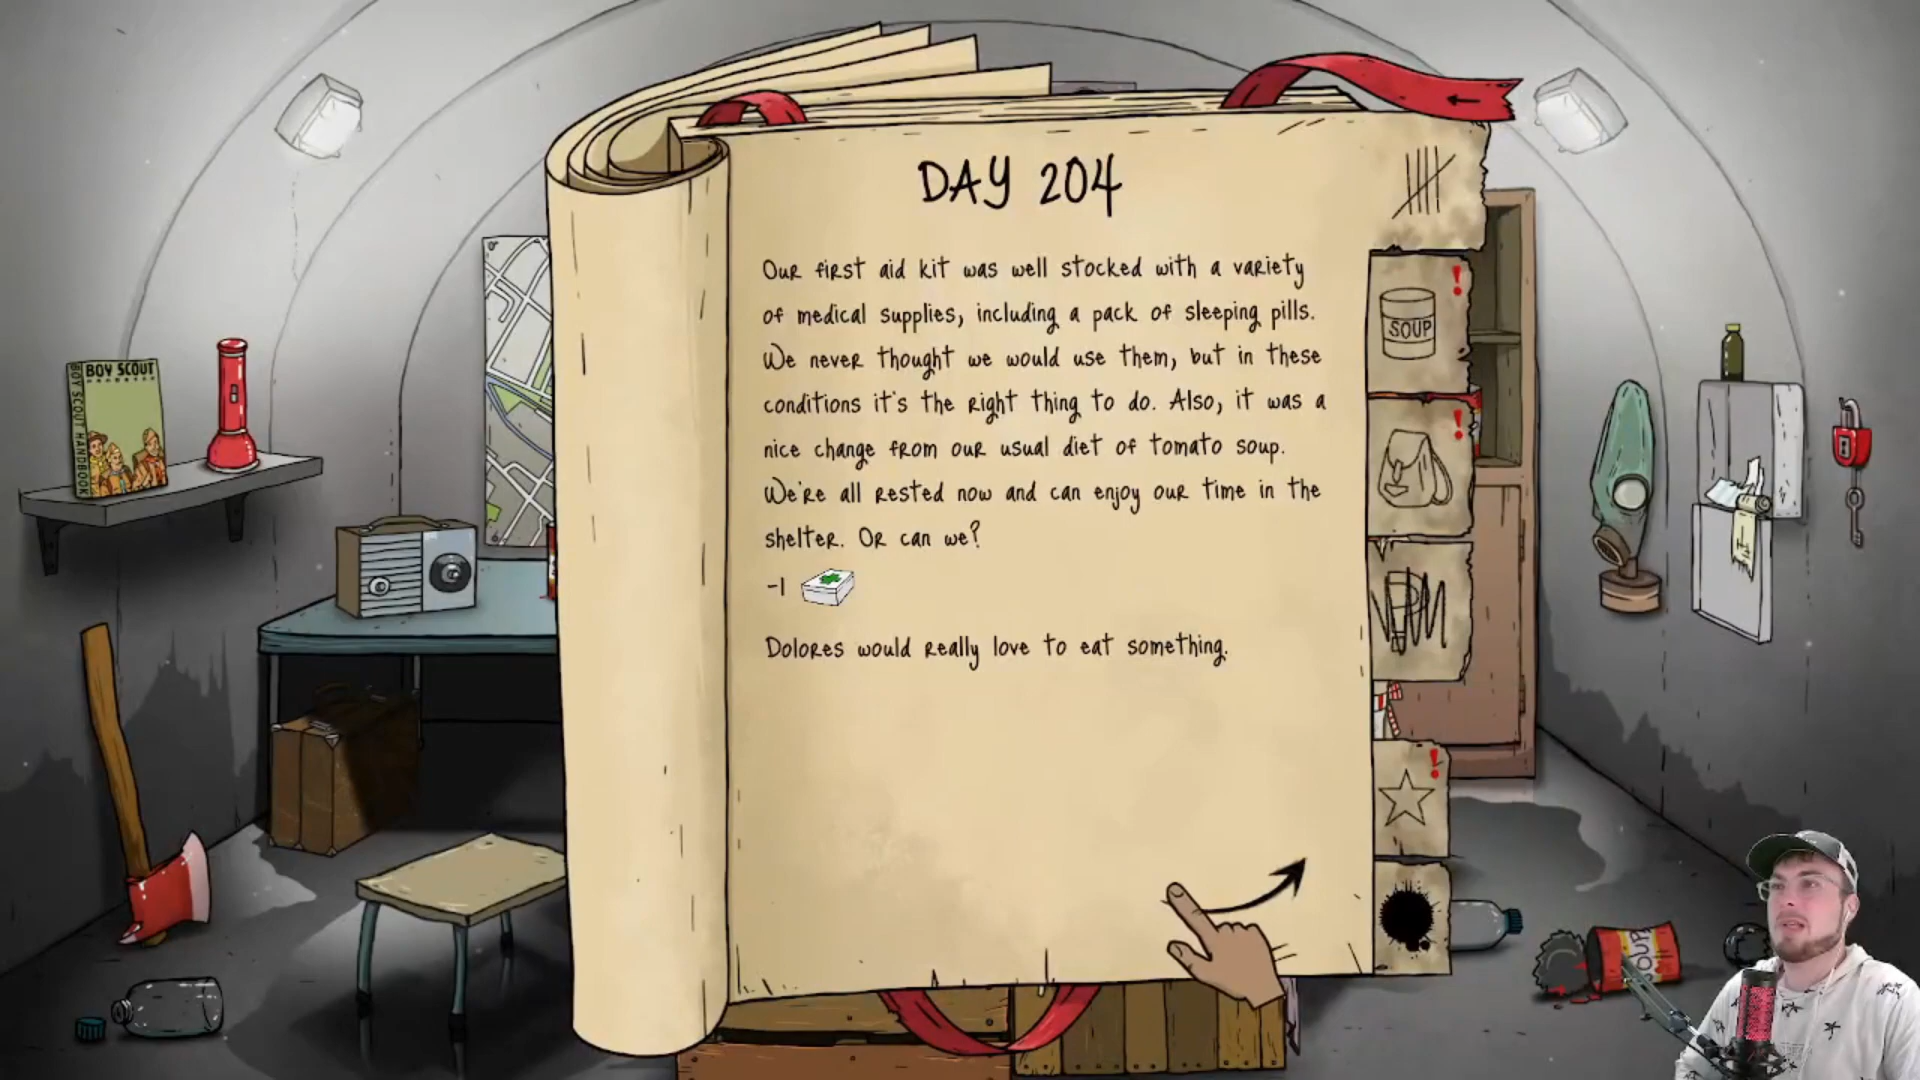 DAY 204
Our first aid kit was well stocked with a variety
of medical supplies, including a pack of sleeping pills.
We never thought we would use them, but in these
conditions it's the right thing to do. Also, it was a
nice change from our usual diet of tomato soup.
We're all rested now and can enjoy our time in the
shelter. Or can we?
-1
Dolores would really love to eat something.
BOY SCOUT
BOY SCOUT HANDBOOK
SOUP
!
!
!
SOUP